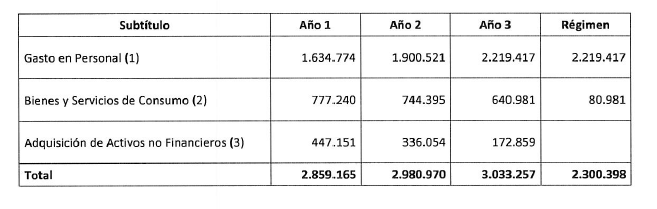 Subtítulo Año 1 Año 2 Año 3 Régimen
Gasto en Personal (1) 1.634.774 1.900.521 2.219.417 2.219.417
Bienes y Servicios de Consumo (2) 777.240 744.395 640.981 80.981
Adquisición de Activos no Financieros (3) 447.151 336.054 172.859
Total 2.859.165 2.980.970 3.033.257 2.300.398